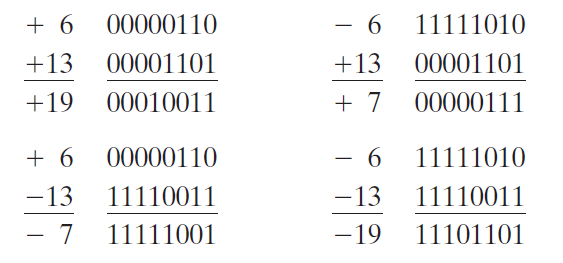 + 6 00000110 − 6 11111010
+13 00001101 +13 00001101
+19 00010011 + 7 00000111
+ 6 00000110 − 6 11111010
−13 11110011 −13 11110011
− 7 11111001 −19 11101101